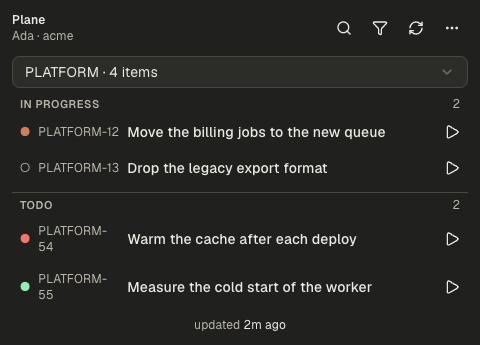 Plane
Ada · acme
PLATFORM · 4 items
IN PROGRESS 2
PLATFORM-12 Move the billing jobs to the new queue
PLATFORM-13 Drop the legacy export format
TODO 2
PLATFORM-
54 Warm the cache after each deploy
PLATFORM-
55 Measure the cold start of the worker
updated 2m ago